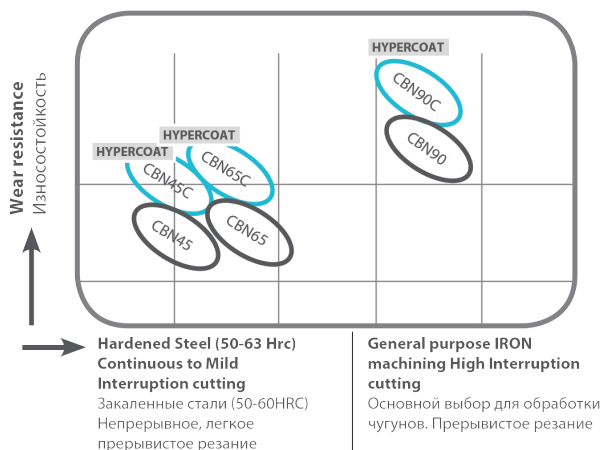 HYPERCOAT
CBN90C
CBN90
HYPERCOAT
HYPERCOAT
CBN65C
CBN45C
CBN45
CBN65
Wear resistance
Износостойкость
Hardened Steel (50-63 Hrc)
Continuous to Mild
Interruption cutting
Закаленные стали (50-60HRC)
Непрерывное, легкое
прерывистое резание
General purpose IRON
machining High Interruption
cutting
Основной выбор для обработки
чугунов. Прерывистое резание